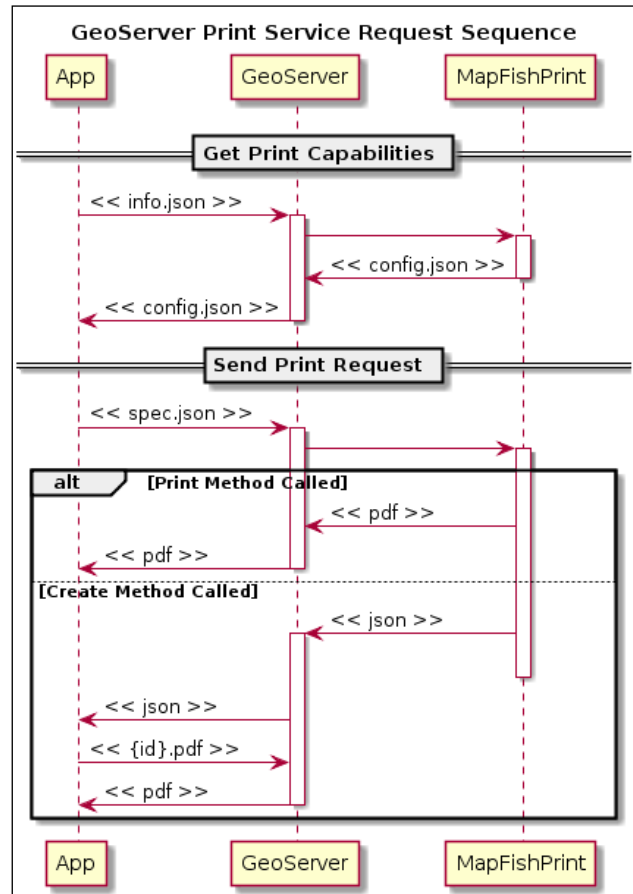 GeoServer Print Service Request Sequence
App GeoServer MapFishPrint
Get Print Capabilities
<< info.json >>
<< config.json >>
<< config.json >>
Send Print Request
<< spec.json >>
alt [Print Method Called]
<< pdf >>
<< pdf >>
[Create Method Called]
<< json >>
<< json >>
<< {id}.pdf >>
<< pdf >>
App GeoServer MapFishPrint